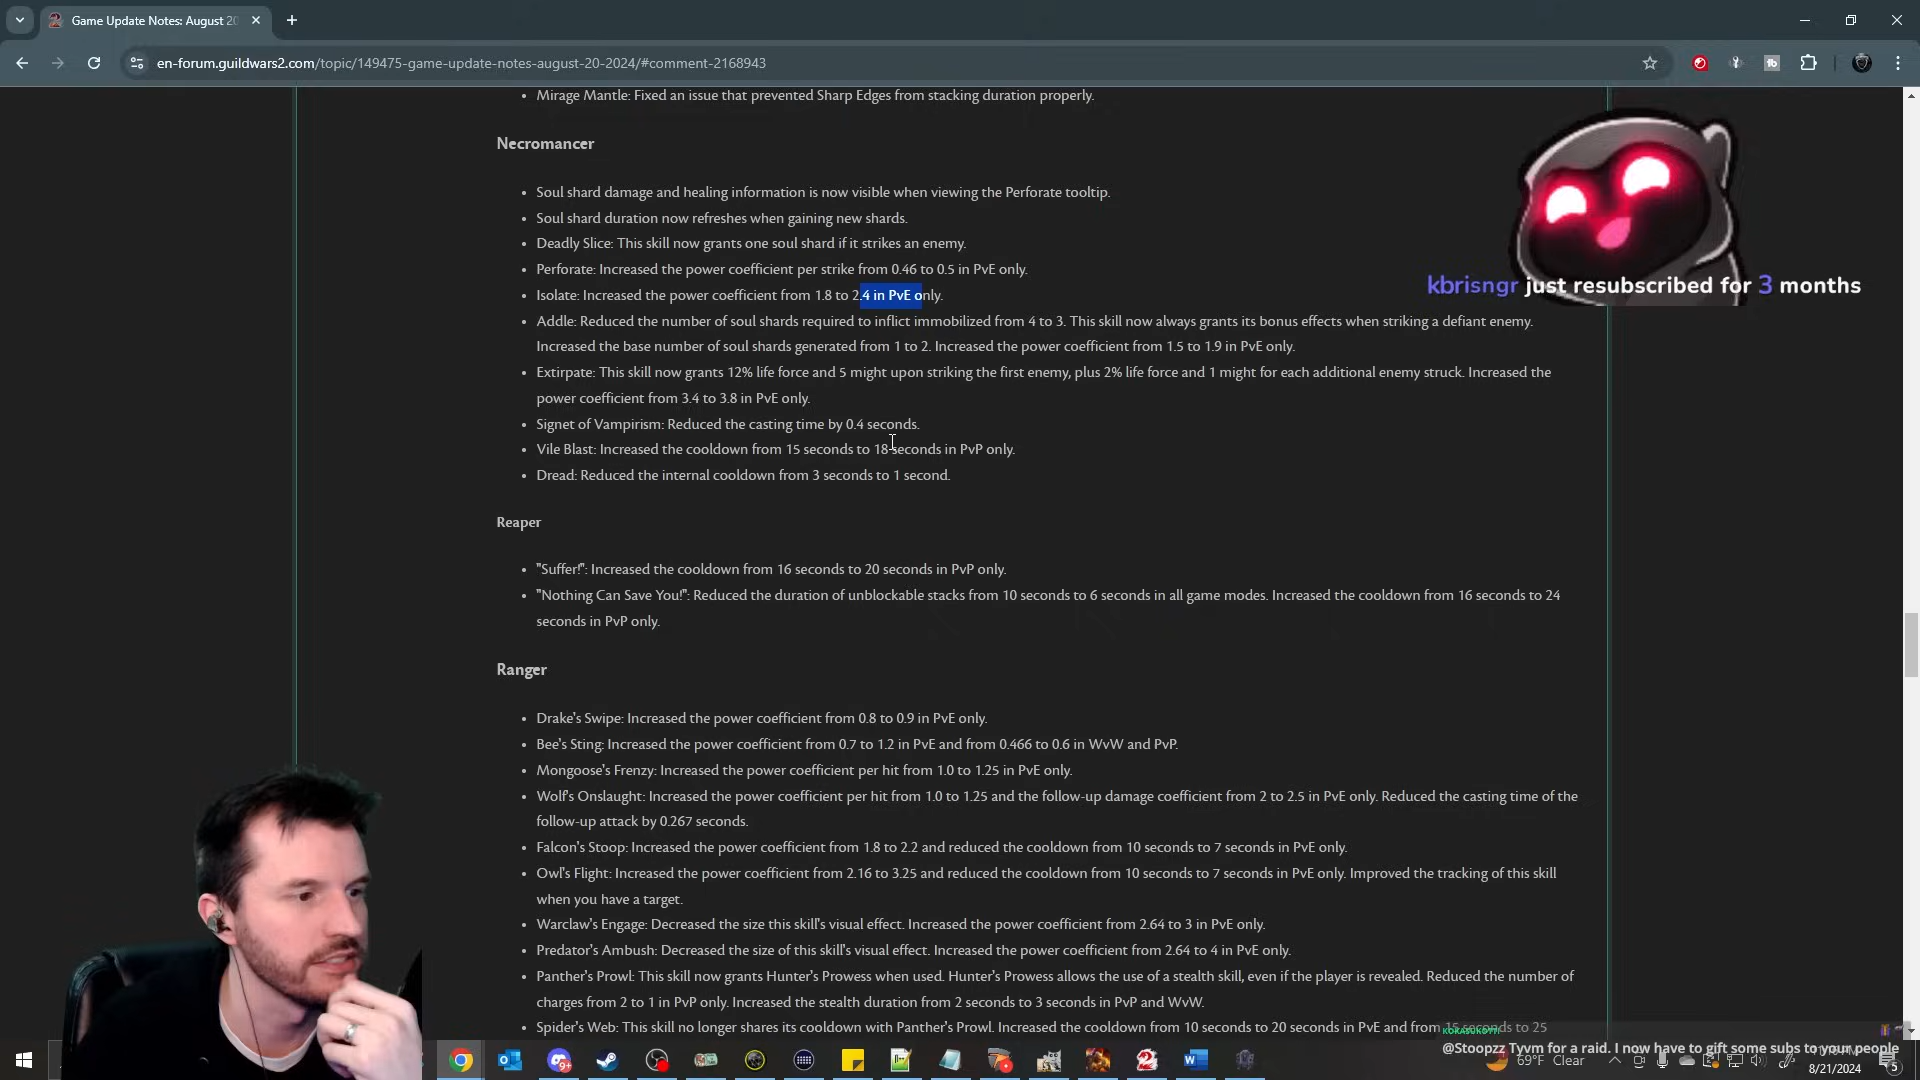 Game Update Notes: August 20
en-forum.guildwars2.com/topic/149475-game-update-notes-august-20-2024/#comment-2168943
Mirage Mantle: Fixed an issue that prevented Sharp Edges from stacking duration properly.
Necromancer
Soul shard damage and healing information is now visible when viewing the Perforate tooltip.
Soul shard duration now refreshes when gaining new shards.
Deadly Slice: This skill now grants one soul shard if it strikes an enemy.
Perforate: Increased the power coefficient per strike from 0.46 to 0.5 in PvE only.
Isolate: Increased the power coefficient from 1.8 to 2.4 in PvE only.
kbrisngr just resubscribed for 3 months
Addle: Reduced the number of soul shards required to inflict immobilized from 4 to 3. This skill now always grants its bonus effects when striking a defiant enemy.
Increased the base number of soul shards generated from 1 to 2. Increased the power coefficient from 1.5 to 1.9 in PvE only.
Extirpate: This skill now grants 12% life force and 5 might upon striking the first enemy, plus 2% life force and 1 might for each additional enemy struck. Increased the
power coefficient from 3.4 to 3.8 in PvE only.
Signet of Vampirism: Reduced the casting time by 0.4 seconds.
Vile Blast: Increased the cooldown from 15 seconds to 18 seconds in PvP only.
Dread: Reduced the internal cooldown from 3 seconds to 1 second.
Reaper
"Suffer!": Increased the cooldown from 16 seconds to 20 seconds in PvP only.
"Nothing Can Save You!": Reduced the duration of unblockable stacks from 10 seconds to 6 seconds in all game modes. Increased the cooldown from 16 seconds to 24
seconds in PvP only.
Ranger
Drake's Swipe: Increased the power coefficient from 0.8 to 0.9 in PvE only.
Bee's Sting: Increased the power coefficient from 0.7 to 1.2 in PvE and from 0.466 to 0.6 in WvW and PvP.
Mongoose's Frenzy: Increased the power coefficient per hit from 1.0 to 1.25 in PvE only.
Wolf's Onslaught: Increased the power coefficient per hit from 1.0 to 1.25 and the follow-up damage coefficient from 2 to 2.5 in PvE only. Reduced the casting time of the
follow-up attack by 0.267 seconds.
Falcon's Stoop: Increased the power coefficient from 1.8 to 2.2 and reduced the cooldown from 10 seconds to 7 seconds in PvE only.
Owl's Flight: Increased the power coefficient from 2.16 to 3.25 and reduced the cooldown from 10 seconds to 7 seconds in PvE only. Improved the tracking of this skill
when you have a target.
Warclaw's Engage: Decreased the size this skill's visual effect. Increased the power coefficient from 2.64 to 3 in PvE only.
Predator's Ambush: Decreased the size of this skill's visual effect. Increased the power coefficient from 2.64 to 4 in PvE only.
Panther's Prowl: This skill now grants Hunter's Prowess when used. Hunter's Prowess allows the use of a stealth skill, even if the player is revealed. Reduced the number of
charges from 2 to 1 in PvP only. Increased the stealth duration from 2 seconds to 3 seconds in PvP and WvW.
Spider's Web: This skill no longer shares its cooldown with Panther's Prowl. Increased the cooldown from 10 seconds to 20 seconds in PvE and from 15 seconds to 25
@Stoopzz Tyvm for a raid. I now have to gift some subs to your people
69°F Clear
8/21/2024